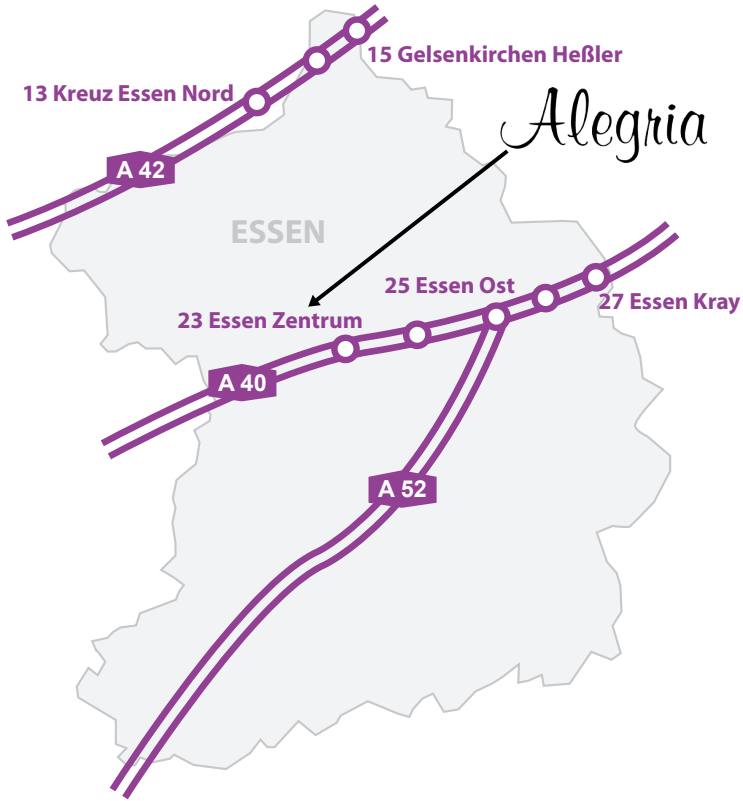 15 Gelsenkirchen Heßler
13 Kreuz Essen Nord
Alegria
A 42
ESSEN
25 Essen Ost
27 Essen Kray
23 Essen Zentrum
A 40
A 52